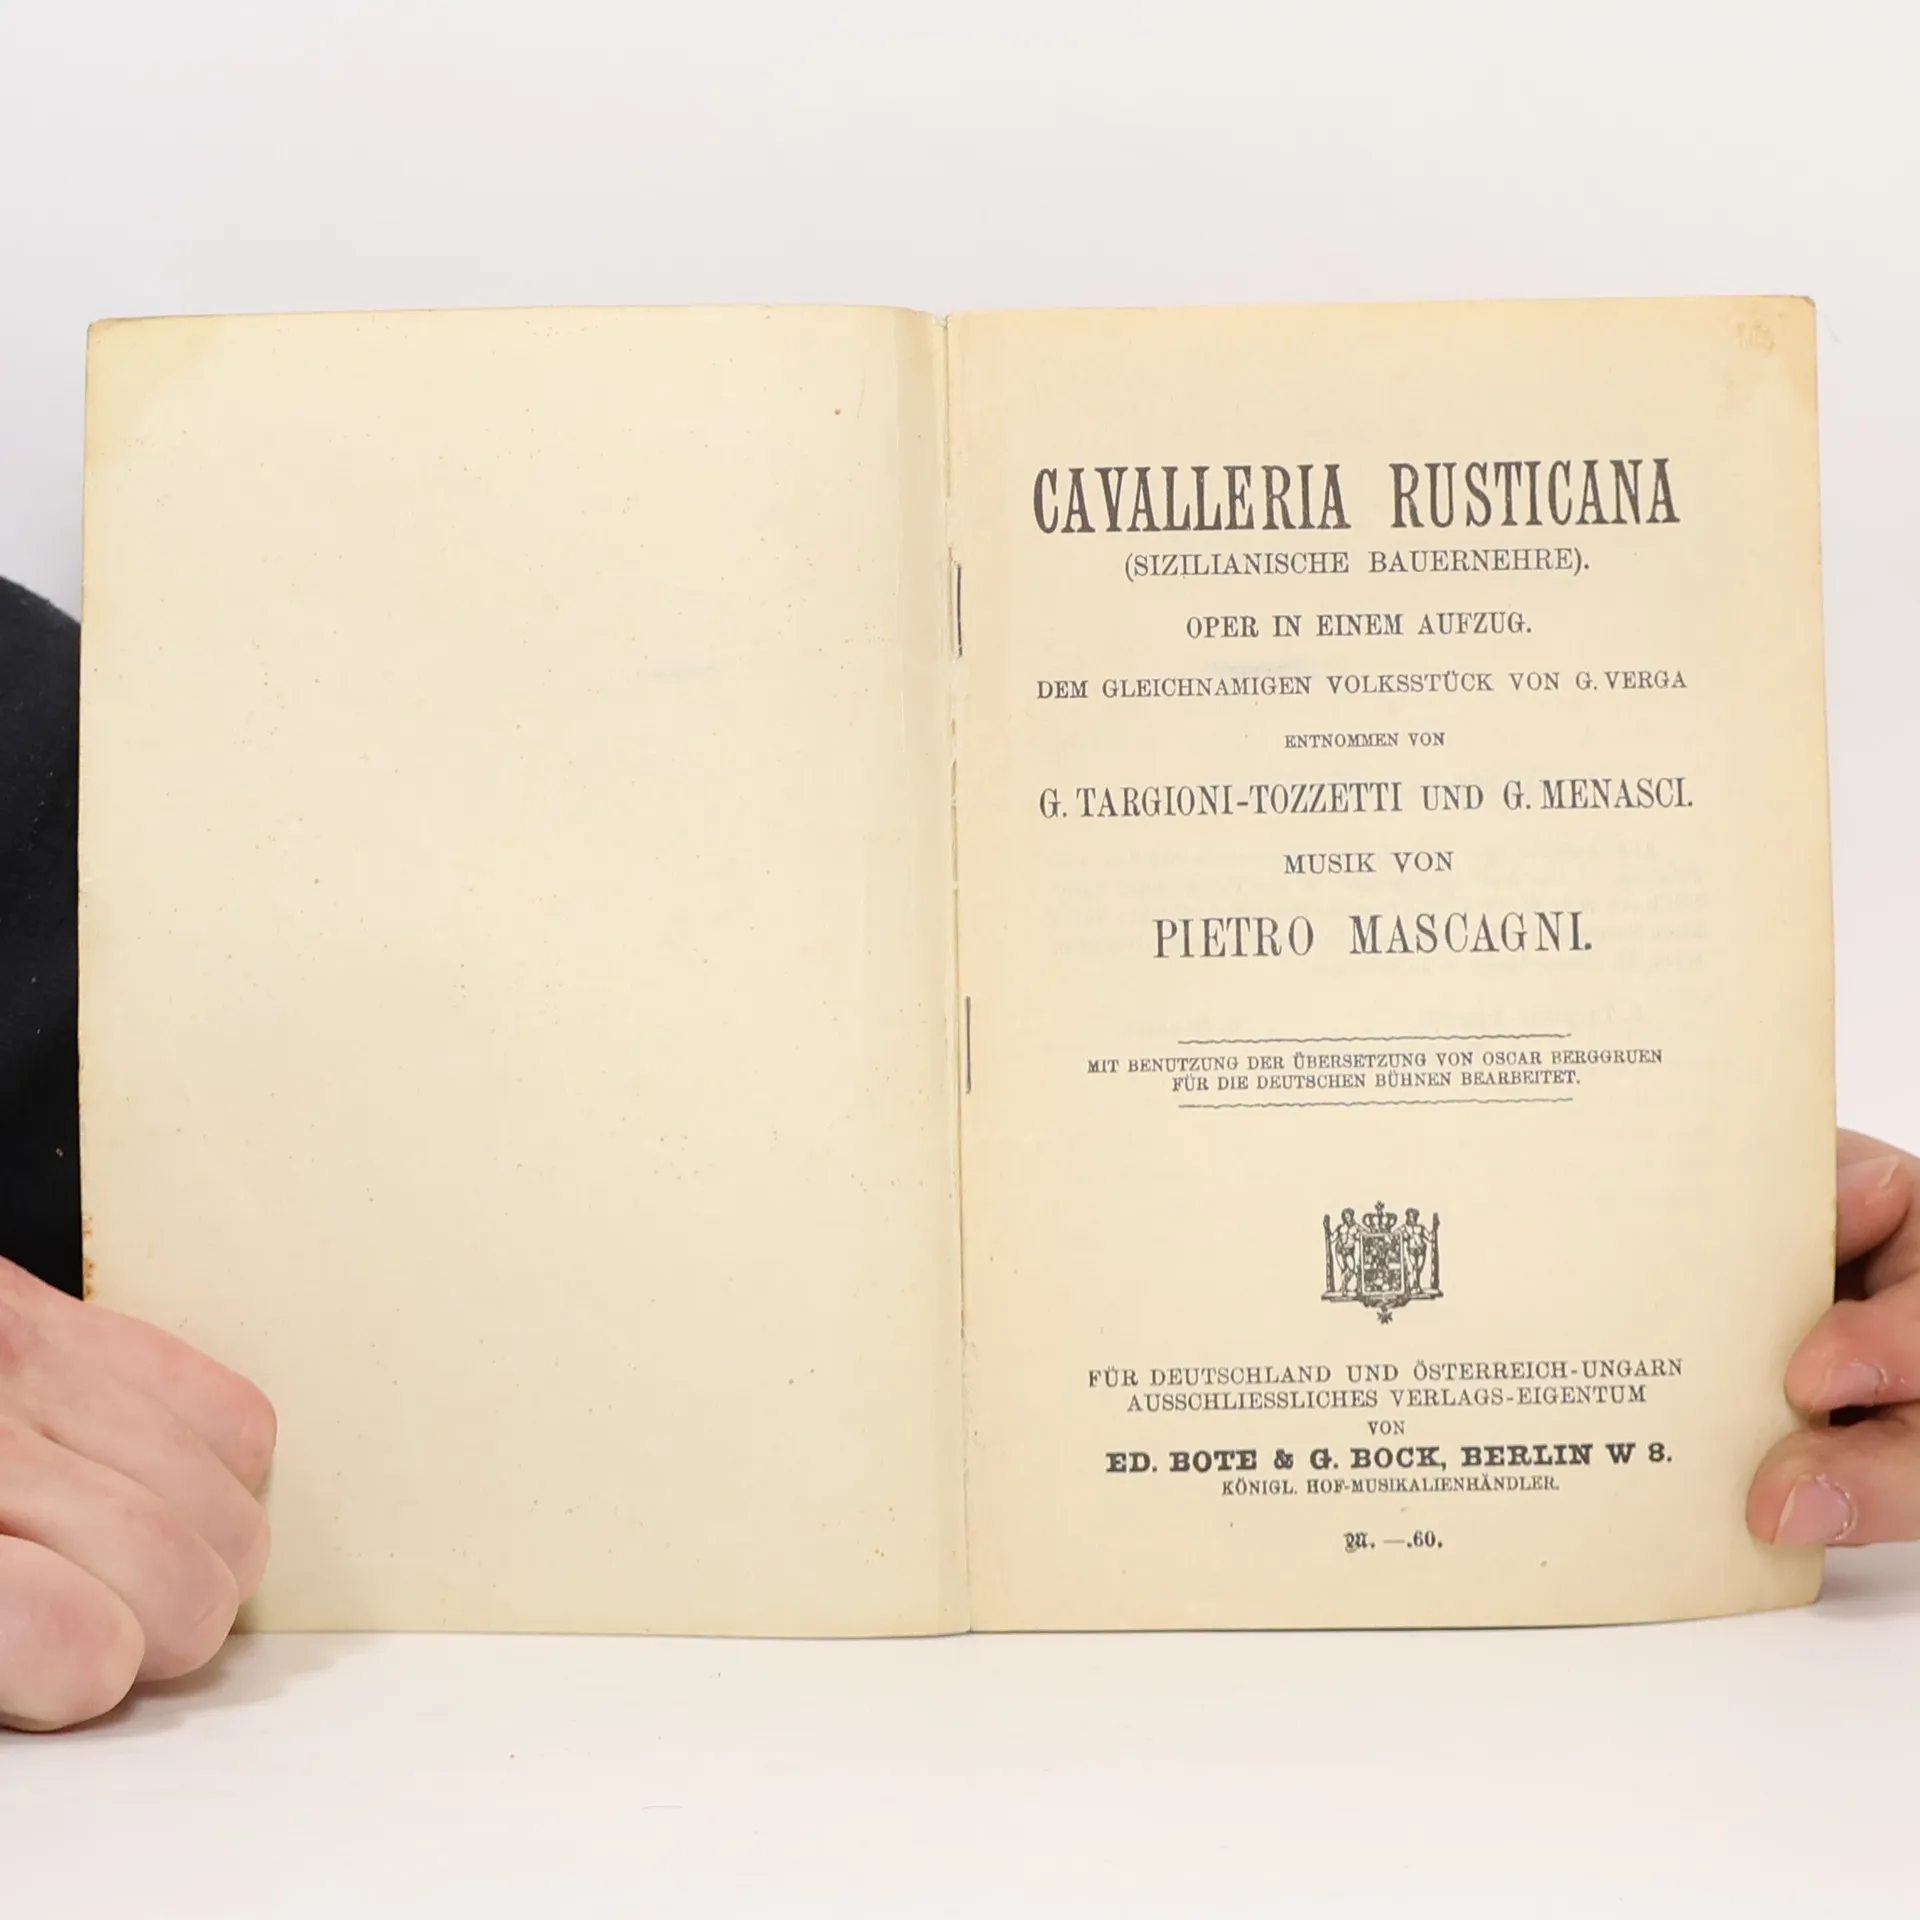 CAVALLERIA RUSTICANA
(SIZILIANISCHE BAUERNEHRE).
OPER IN EINEM AUFZUG.
DEM GLEICHNAMIGEN VOLKSSTÜCK VON G. VERGA
ENTNOMMEN VON
G. TARGIONI-TOZZETTI UND G. MENASCI.
MUSIK VON
PIETRO MASCAGNI.
MIT BENUTZUNG DER ÜBERSETZUNG VON OSCAR BERGGRUEN
FÜR DIE DEUTSCHEN BÜHNEN BEARBEITET.
FÜR DEUTSCHLAND UND ÖSTERREICH-UNGARN
AUSSCHLIESSLICHES VERLAGS-EIGENTUM
VON
ED. BOTE & G. BOCK, BERLIN W 8.
KÖNIGL. HOF-MUSIKALIENHÄNDLER.
M. —.60.